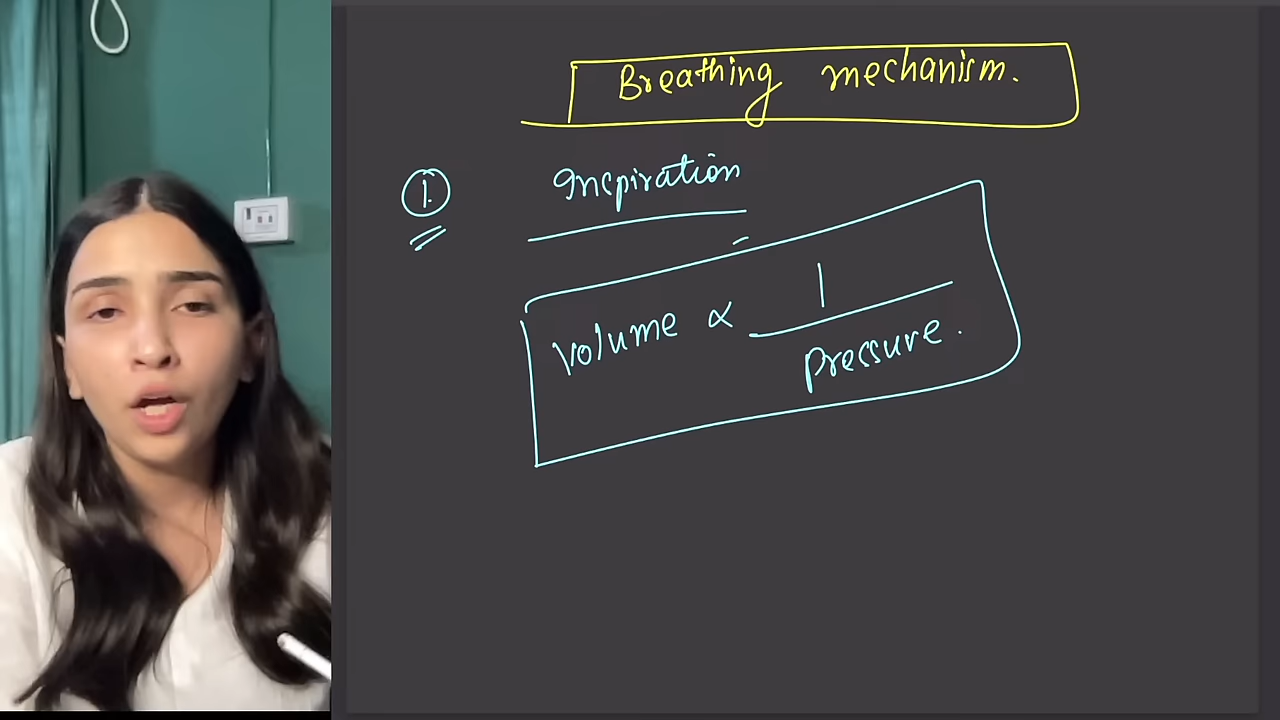 Breathing mechanism.
1. Inspiration
Volume ∝ 1
Pressure.